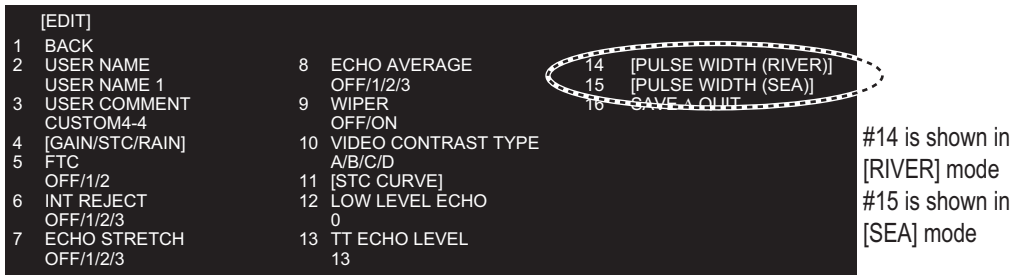 [EDIT]
1 BACK
2 USER NAME
USER NAME 1
3 USER COMMENT
CUSTOM4-4
4 [GAIN/STC/RAIN]
5 FTC
OFF/1/2
6 INT REJECT
OFF/1/2/3
7 ECHO STRETCH
OFF/1/2/3
8 ECHO AVERAGE
OFF/1/2/3
9 WIPER
OFF/ON
10 VIDEO CONTRAST TYPE
A/B/C/D
11 [STC CURVE]
12 LOW LEVEL ECHO
0
13 TT ECHO LEVEL
13
14 [PULSE WIDTH (RIVER)]
15 [PULSE WIDTH (SEA)]
16 SAVE & QUIT
#14 is shown in
[RIVER] mode
#15 is shown in
[SEA] mode